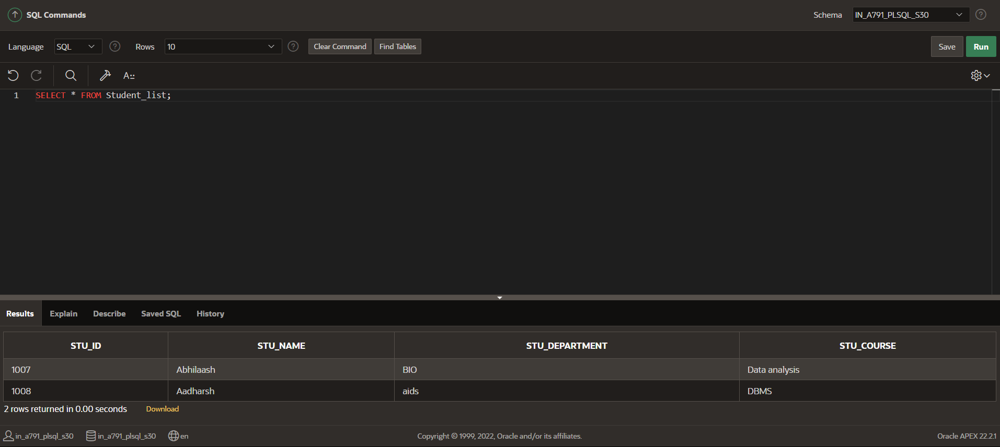 SQL Commands
Schema IN_A791_PLSQL_S30
Language SQL Rows 10 Clear Command Find Tables Save Run
A::
1 SELECT * FROM Student_list;
Results Explain Describe Saved SQL History
STU_ID STU_NAME STU_DEPARTMENT STU_COURSE
1007 Abhilaash BIO Data analysis
1008 Aadharsh aids DBMS
2 rows returned in 0.00 seconds Download
in_a791_plsql_s30 in_a791_plsql_s30 en Copyright © 1999, 2022, Oracle and/or its affiliates. Oracle APEX 22.2.1